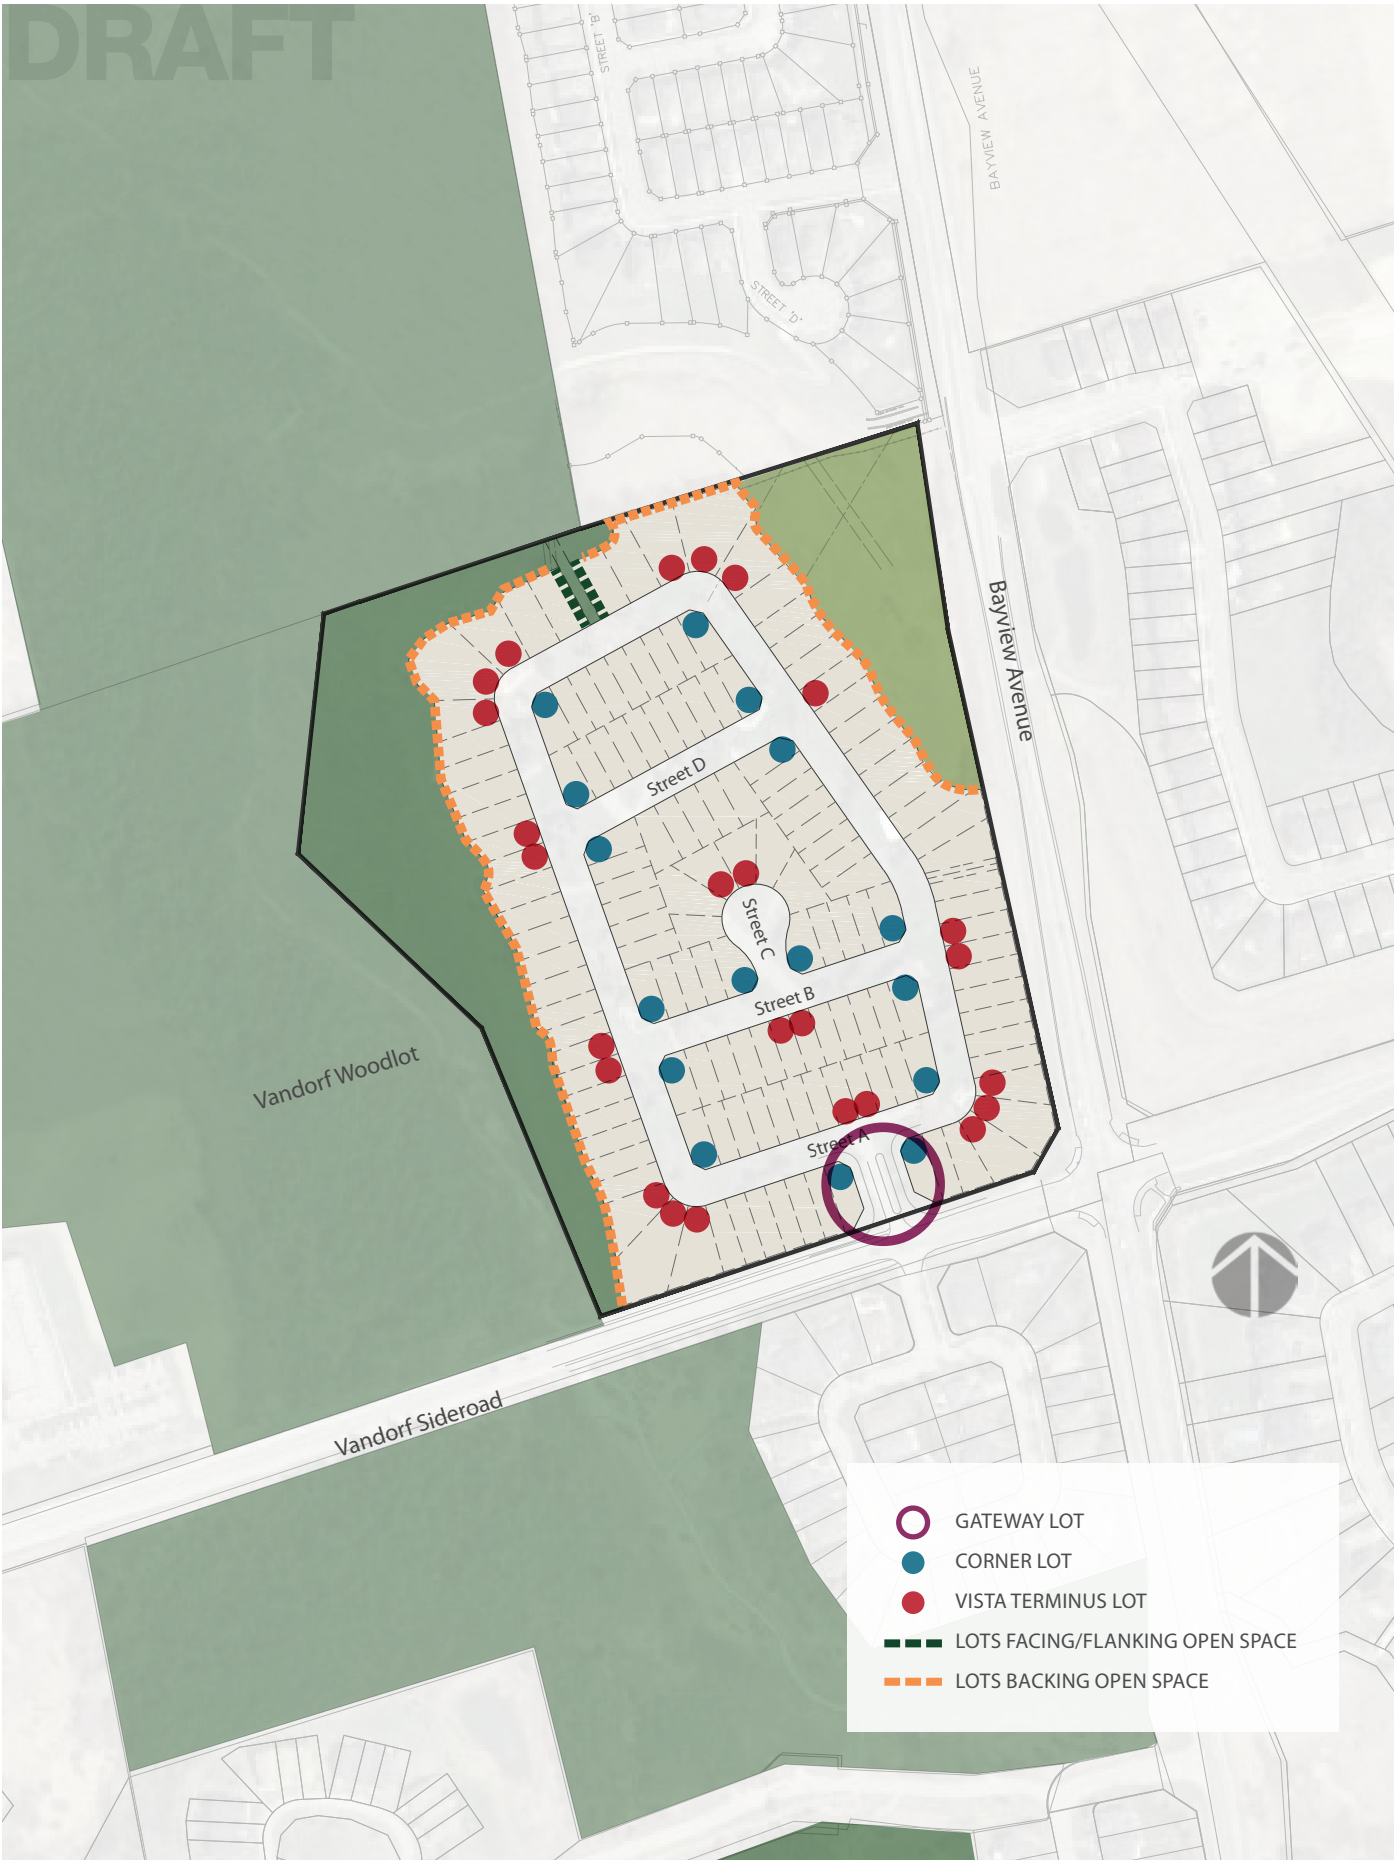 DRAFT
STREET 'B'
BAYVIEW AVENUE
STREET 'D'
Bayview Avenue
Street D
Street C
Street B
Street A
Vandorf Woodlot
Vandorf Sideroad
GATEWAY LOT
CORNER LOT
VISTA TERMINUS LOT
LOTS FACING/FLANKING OPEN SPACE
LOTS BACKING OPEN SPACE